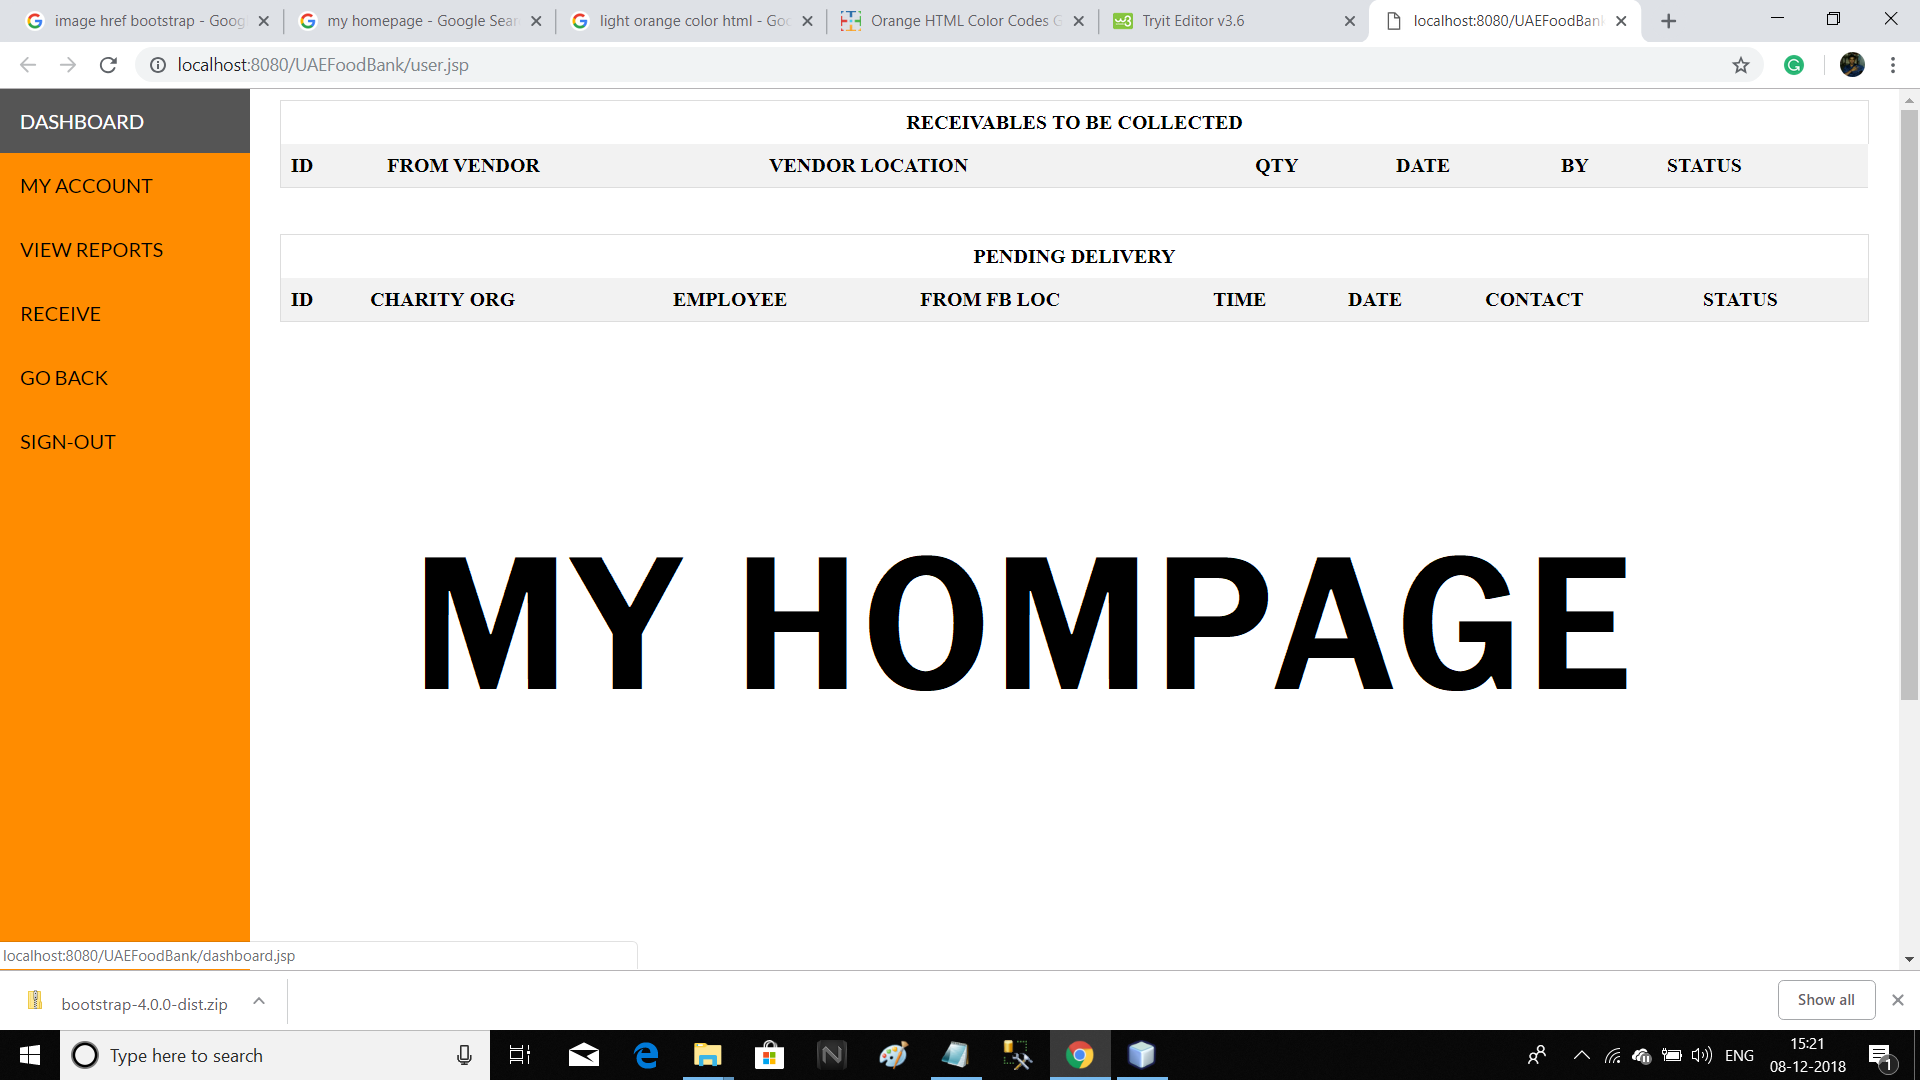 image href bootstrap - Goog
my homepage - Google Sear
light orange color html - Goo
Orange HTML Color Codes G
Tryit Editor v3.6
localhost:8080/UAEFoodBank
localhost:8080/UAEFoodBank/user.jsp
DASHBOARD
MY ACCOUNT
VIEW REPORTS
RECEIVE
GO BACK
SIGN-OUT
RECEIVABLES TO BE COLLECTED
ID FROM VENDOR VENDOR LOCATION QTY DATE BY STATUS
PENDING DELIVERY
ID CHARITY ORG EMPLOYEE FROM FB LOC TIME DATE CONTACT STATUS
MY HOMPAGE
localhost:8080/UAEFoodBank/dashboard.jsp
bootstrap-4.0.0-dist.zip
Show all
Type here to search
ENG
15:21
08-12-2018
1